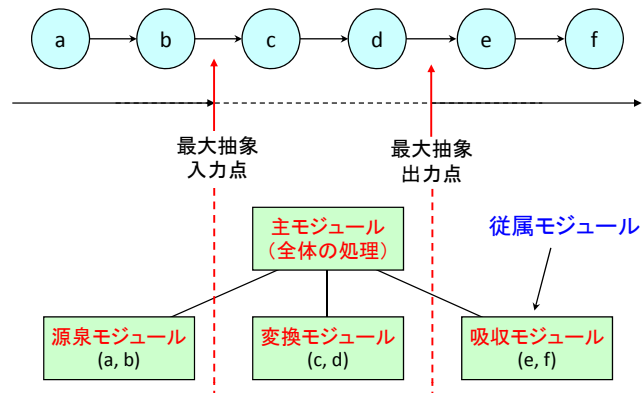 a
b
c
d
e
f
最大抽象
入力点
最大抽象
出力点
主モジュール
（全体の処理）
従属モジュール
源泉モジュール
(a, b)
変換モジュール
(c, d)
吸収モジュール
(e, f)